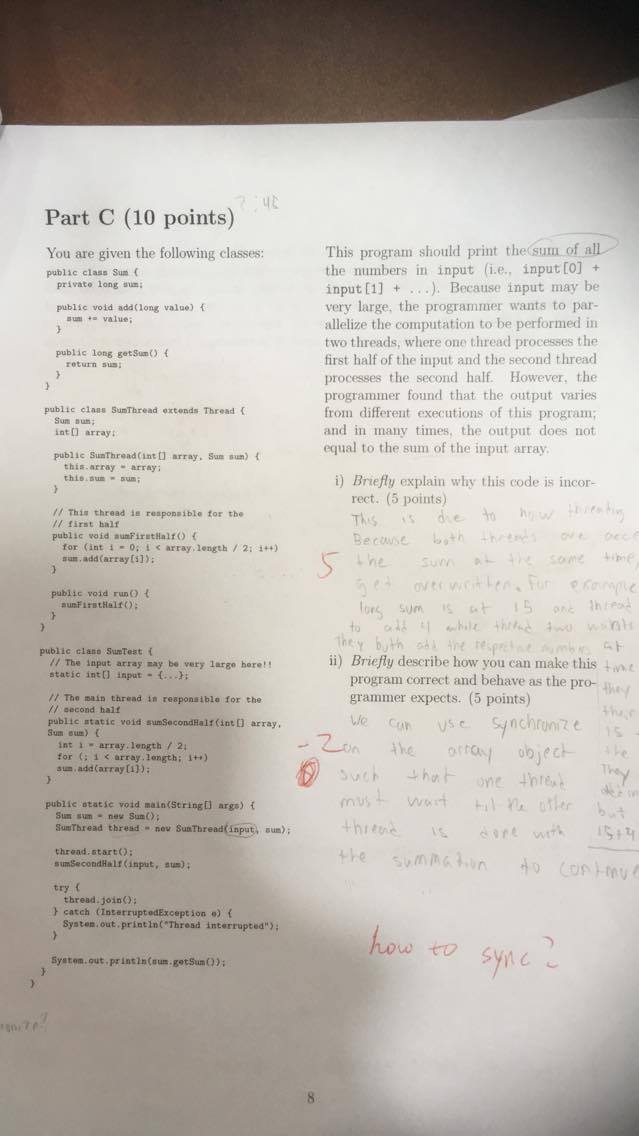 ? : 48
Part C (10 points)
You are given the following classes:
public class Sum {
private long sum;
public void add(long value) {
sum += value;
}
public long getSum() {
return sum;
}
}
public class SumThread extends Thread {
Sum sum;
int[] array;
public SumThread(int[] array, Sum sum) {
this.array = array;
this.sum = sum;
}
// This thread is responsible for the
// first half
public void sumFirstHalf() {
for (int i = 0; i < array.length / 2; i++)
sum.add(array[i]);
}
public void run() {
sumFirstHalf();
}
}
public class SumTest {
// The input array may be very large here!!
static int[] input = {...};
// The main thread is responsible for the
// second half
public static void sumSecondHalf(int[] array,
Sum sum) {
int i = array.length / 2;
for (; i < array.length; i++)
sum.add(array[i]);
}
public static void main(String[] args) {
Sum sum = new Sum();
SumThread thread = new SumThread(input, sum);
thread.start();
sumSecondHalf(input, sum);
try {
thread.join();
} catch (InterruptedException e) {
System.out.println("Thread interrupted");
}
System.out.println(sum.getSum());
}
}
This program should print the sum of all
the numbers in input (i.e., input[0] +
input[1] + ...). Because input may be
very large, the programmer wants to par-
allelize the computation to be performed in
two threads, where one thread processes the
first half of the input and the second thread
processes the second half. However, the
programmer found that the output varies
from different executions of this program;
and in many times, the output does not
equal to the sum of the input array.
i) Briefly explain why this code is incor-
rect. (5 points)
This is due to how threading
Because both threads are acce
5 the sum at the same time,
get overwritten. For example
long sum is at 15 one thread
to add 4 while thread two wants
They both add the respective numbers at
ii) Briefly describe how you can make this time
program correct and behave as the pro- they
grammer expects. (5 points) their
We can use synchronize is
-2 on the array object the
such that one thread They
must wait til the other but
thread is done with 15+4
the summation to continue
how to sync?
8